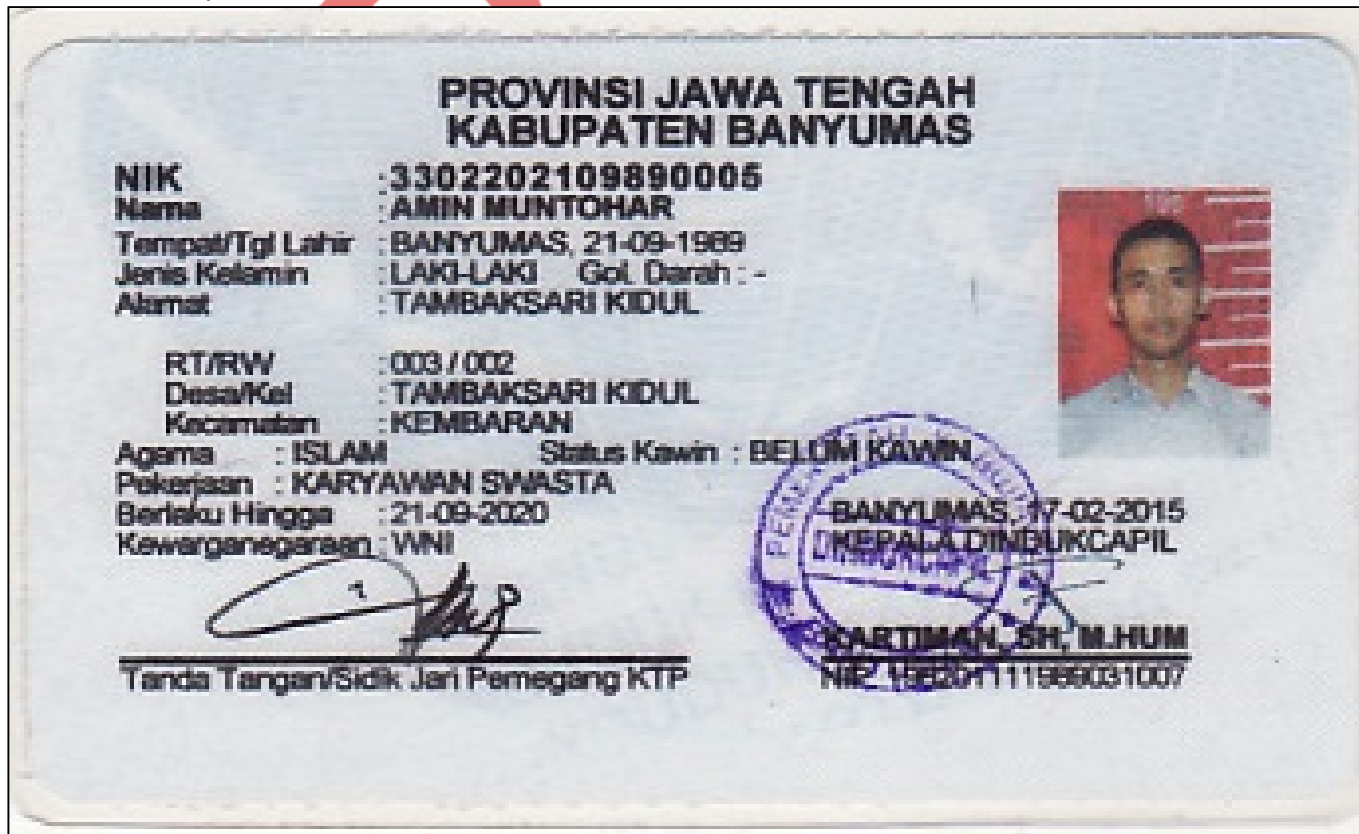 PROVINSI JAWA TENGAH
KABUPATEN BANYUMAS
NIK :3302202109890005
Nama : AMIN MUNTOHAR
Tempat/Tgl Lahir : BANYUMAS, 21-09-1989
Jenis Kelamin : LAKI-LAKI Gol. Darah : -
Alamat : TAMBAKSARI KIDUL
RT/RW : 003 / 002
Desa/Kel : TAMBAKSARI KIDUL
Kecamatan : KEMBARAN
Agama : ISLAM Status Kawin : BELUM KAWIN
Pekerjaan : KARYAWAN SWASTA
Berlaku Hingga : 21-09-2020
Kewarganegaraan : WNI
BANYUMAS, 17-02-2015
KEPALA DINDUKCAPIL
KARTIMAN, SH, M.HUM
Tanda Tangan/Sidik Jari Pemegang KTP
NIP. 196201111989031007